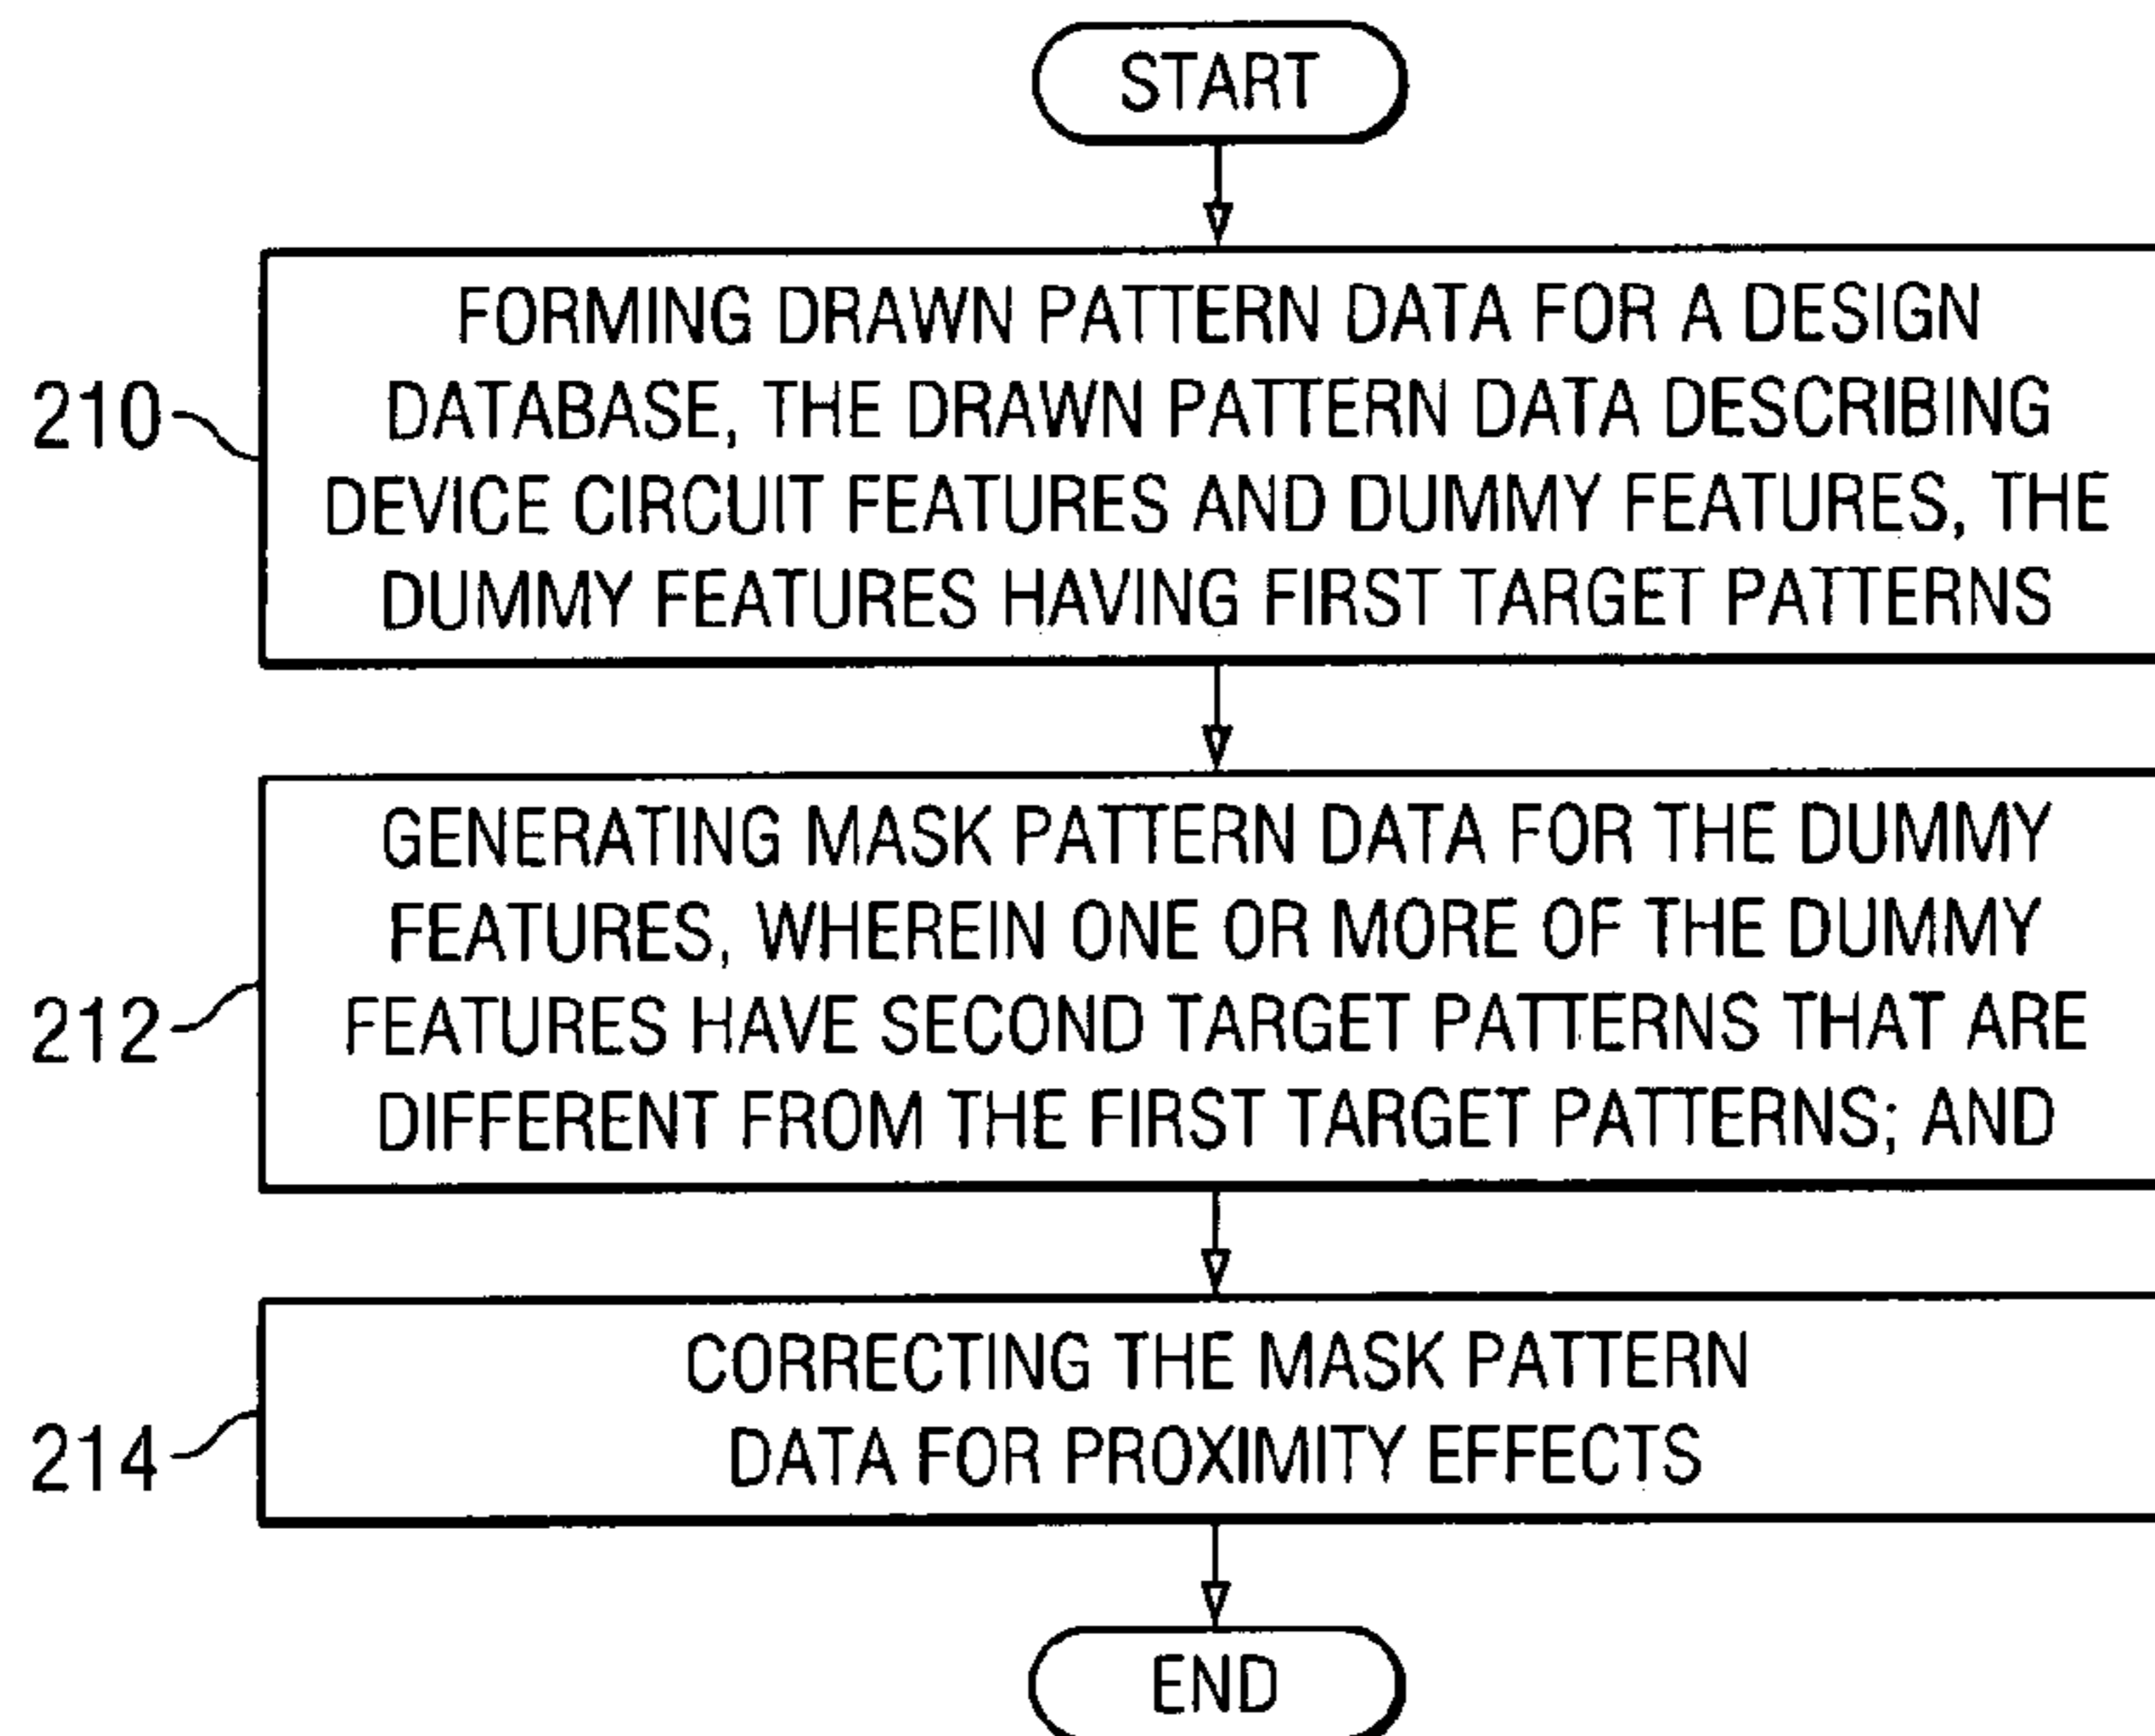 START
FORMING DRAWN PATTERN DATA FOR A DESIGN
DATABASE, THE DRAWN PATTERN DATA DESCRIBING
DEVICE CIRCUIT FEATURES AND DUMMY FEATURES, THE
DUMMY FEATURES HAVING FIRST TARGET PATTERNS
210
GENERATING MASK PATTERN DATA FOR THE DUMMY
FEATURES, WHEREIN ONE OR MORE OF THE DUMMY
FEATURES HAVE SECOND TARGET PATTERNS THAT ARE
DIFFERENT FROM THE FIRST TARGET PATTERNS; AND
212
CORRECTING THE MASK PATTERN
DATA FOR PROXIMITY EFFECTS
214
END